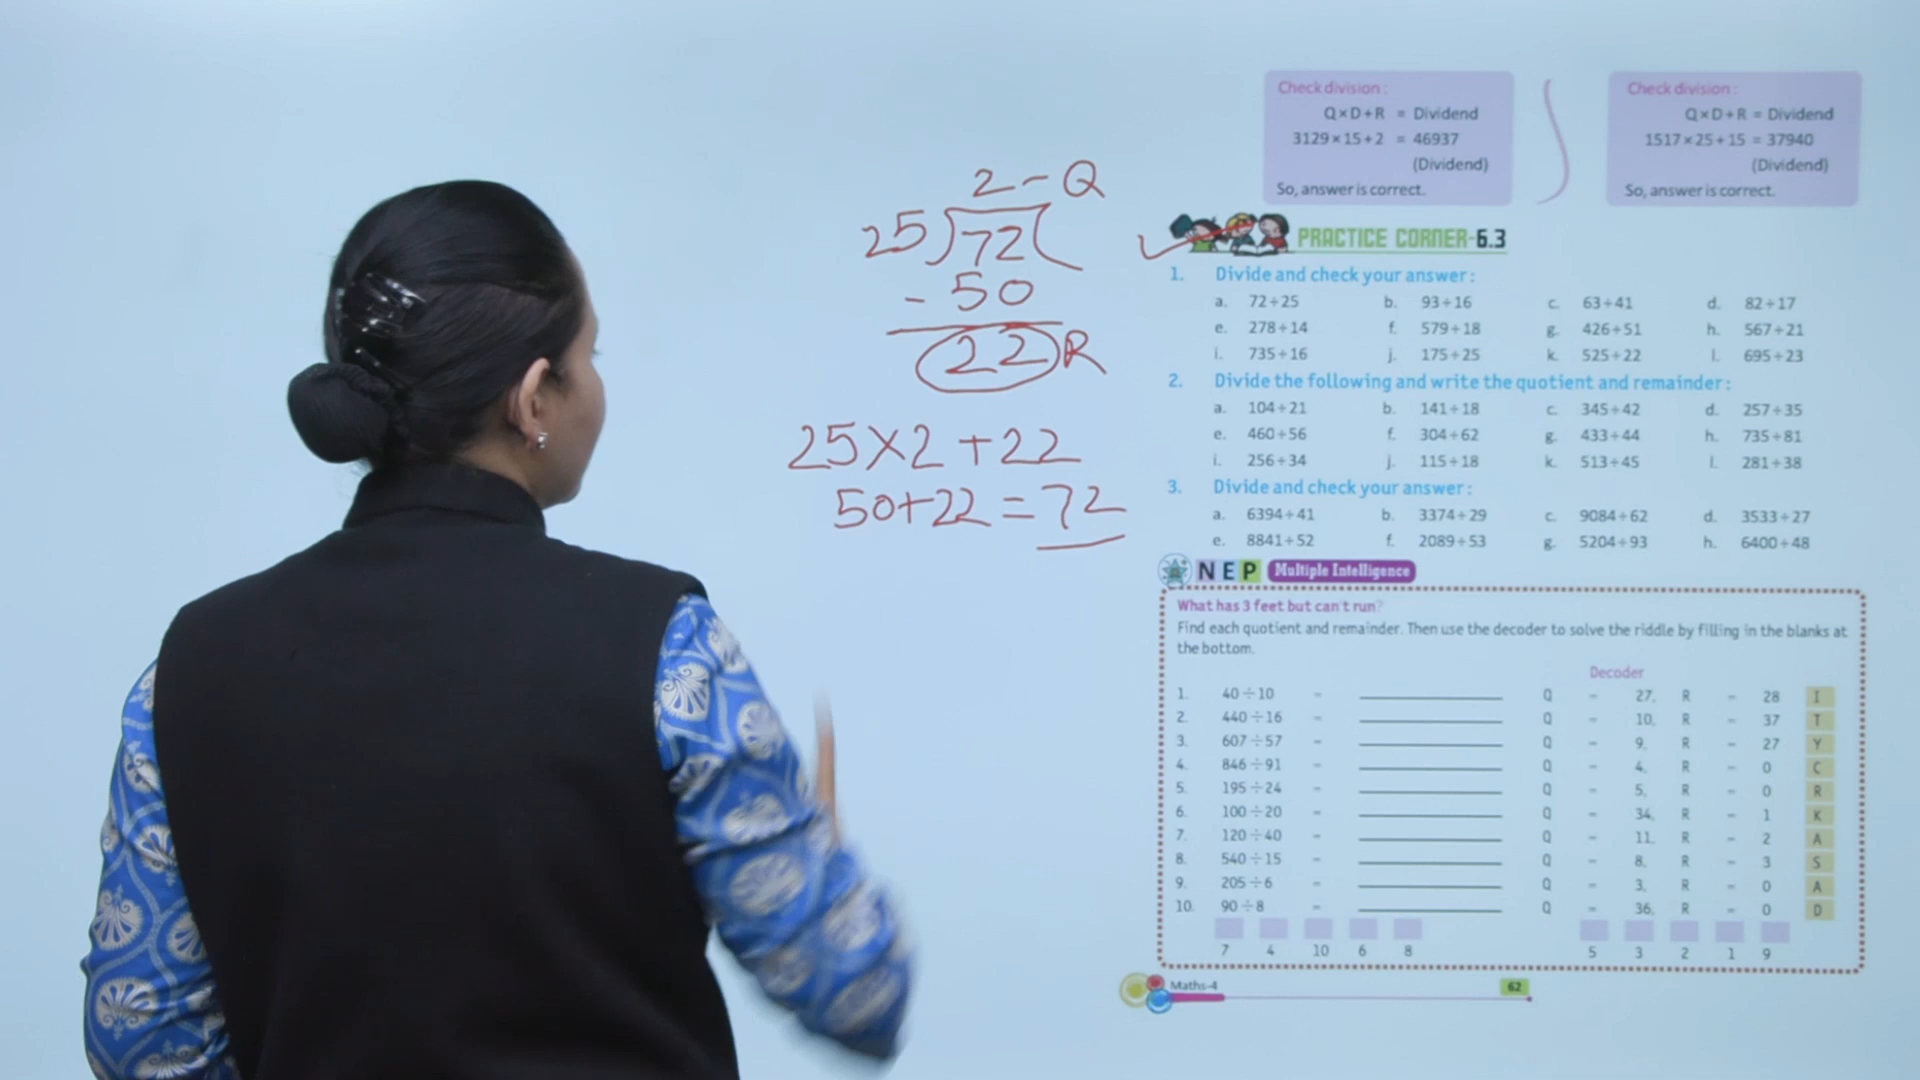 2 - Q
25)72(
- 50
22 R
25×2+22
50+22=72
Check division :
Q×D+R = Dividend
3129×15+2 = 46937
(Dividend)
So, answer is correct.
Check division :
Q×D+R = Dividend
1517×25+15 = 37940
(Dividend)
So, answer is correct.
PRACTICE CORNER-6.3
1. Divide and check your answer :
a. 72÷25 b. 93÷16 c. 63÷41 d. 82÷17
e. 278÷14 f. 579÷18 g. 426÷51 h. 567÷21
i. 735÷16 j. 175÷25 k. 525÷22 l. 695÷23
2. Divide the following and write the quotient and remainder :
a. 104÷21 b. 141÷18 c. 345÷42 d. 257÷35
e. 460÷56 f. 304÷62 g. 433÷44 h. 735÷81
i. 256÷34 j. 115÷18 k. 513÷45 l. 281÷38
3. Divide and check your answer :
a. 6394÷41 b. 3374÷29 c. 9084÷62 d. 3533÷27
e. 8841÷52 f. 2089÷53 g. 5204÷93 h. 6400÷48
NEP Multiple Intelligence
What has 3 feet but can't run?
Find each quotient and remainder. Then use the decoder to solve the riddle by filling in the blanks at
the bottom.
Decoder
1. 40÷10 - Q - 27, R - 28 I
2. 440÷16 - Q - 10, R - 37 T
3. 607÷57 - Q - 9, R - 27 Y
4. 846÷91 - Q - 4, R - 0 C
5. 195÷24 - Q - 5, R - 0 R
6. 100÷20 - Q - 34, R - 1 K
7. 120÷40 - Q - 11, R - 2 A
8. 540÷15 - Q - 8, R - 3 S
9. 205÷6 - Q - 3, R - 0 A
10. 90÷8 - Q - 36, R - 0 D
7 4 10 6 8 5 3 2 1 9
Maths-4 62